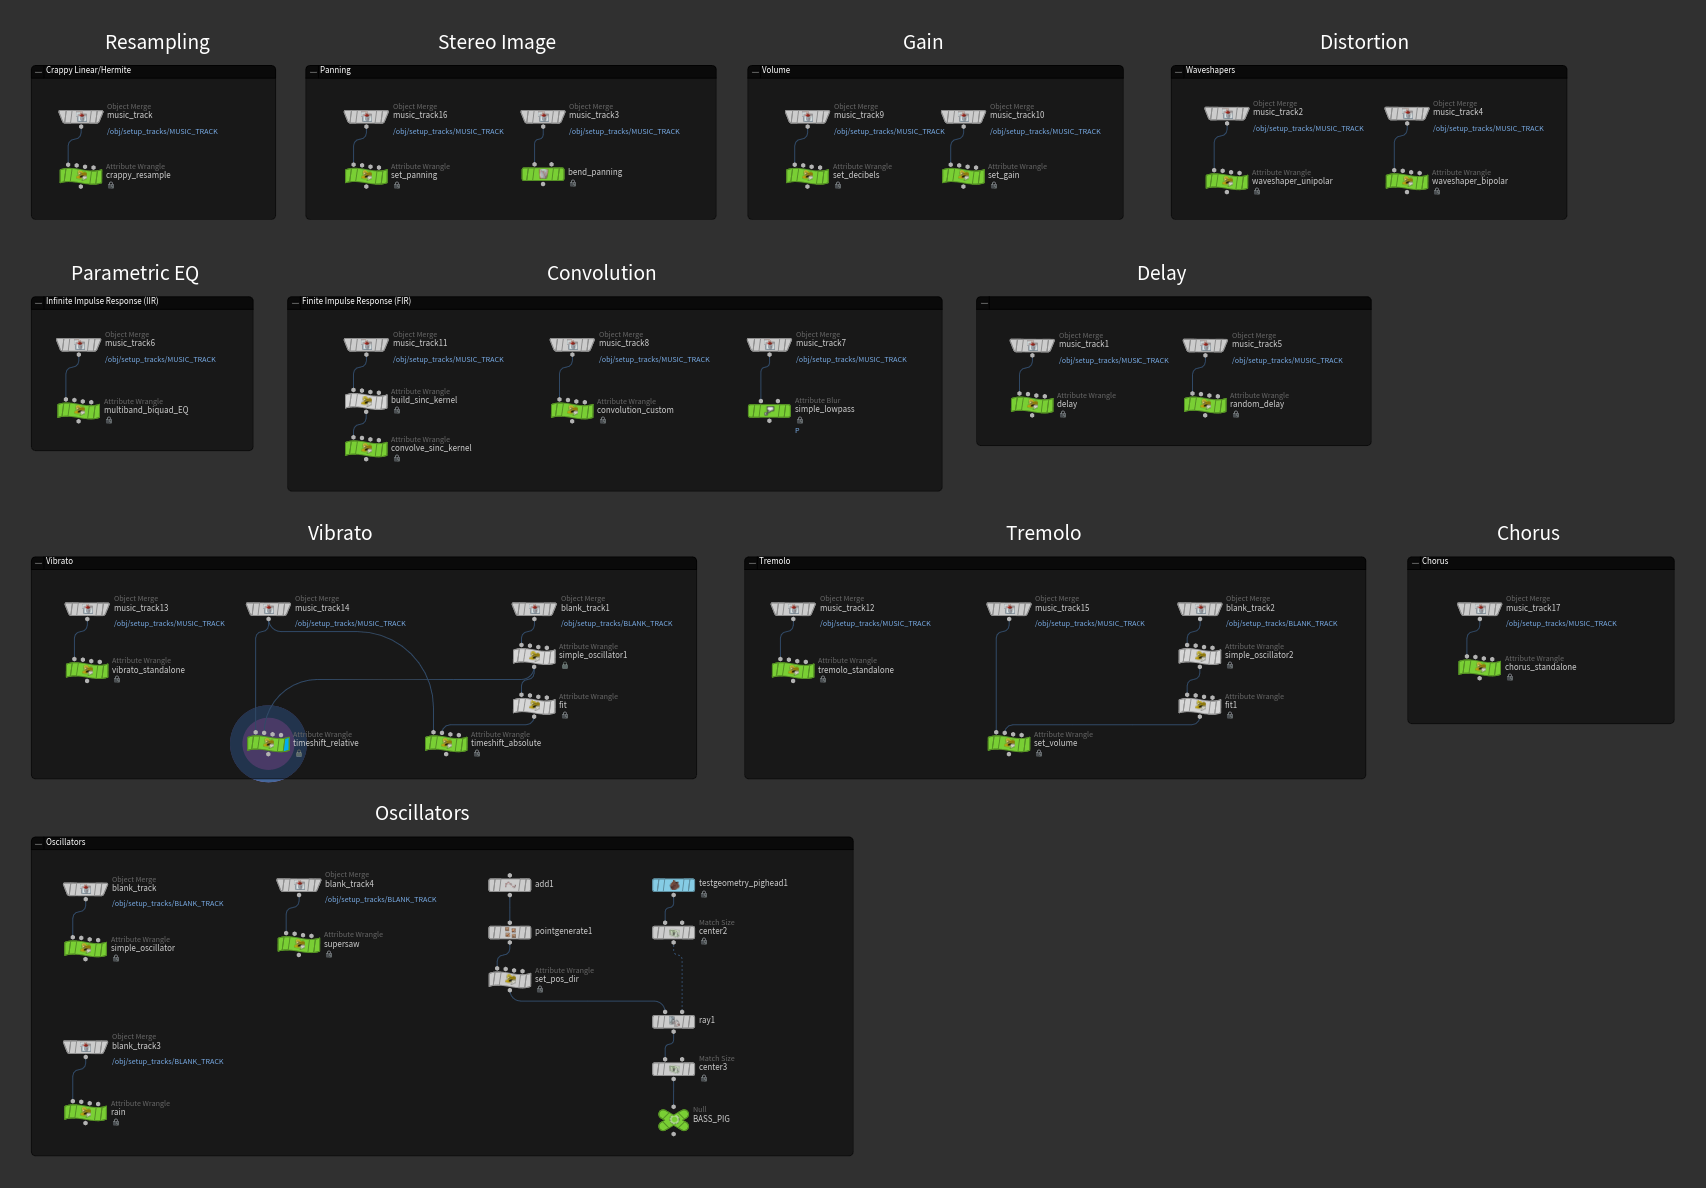 Resampling
Crappy Linear/Hermite
Object Merge
music_track
/obj/setup_tracks/MUSIC_TRACK
Attribute Wrangle
crappy_resample
Stereo Image
Panning
Object Merge
music_track16
/obj/setup_tracks/MUSIC_TRACK
Attribute Wrangle
set_panning
Object Merge
music_track3
/obj/setup_tracks/MUSIC_TRACK
bend_panning
Gain
Volume
Object Merge
music_track9
/obj/setup_tracks/MUSIC_TRACK
Attribute Wrangle
set_decibels
Object Merge
music_track10
/obj/setup_tracks/MUSIC_TRACK
Attribute Wrangle
set_gain
Distortion
Waveshapers
Object Merge
music_track2
/obj/setup_tracks/MUSIC_TRACK
Attribute Wrangle
waveshaper_unipolar
Object Merge
music_track4
/obj/setup_tracks/MUSIC_TRACK
Attribute Wrangle
waveshaper_bipolar
Parametric EQ
Infinite Impulse Response (IIR)
Object Merge
music_track6
/obj/setup_tracks/MUSIC_TRACK
Attribute Wrangle
multiband_biquad_EQ
Convolution
Finite Impulse Response (FIR)
Object Merge
music_track11
/obj/setup_tracks/MUSIC_TRACK
Attribute Wrangle
build_sinc_kernel
Attribute Wrangle
convolve_sinc_kernel
Object Merge
music_track8
/obj/setup_tracks/MUSIC_TRACK
Attribute Wrangle
convolution_custom
Object Merge
music_track7
/obj/setup_tracks/MUSIC_TRACK
Attribute Blur
simple_lowpass
P
Delay
Object Merge
music_track1
/obj/setup_tracks/MUSIC_TRACK
Attribute Wrangle
delay
Object Merge
music_track5
/obj/setup_tracks/MUSIC_TRACK
Attribute Wrangle
random_delay
Vibrato
Vibrato
Object Merge
music_track13
/obj/setup_tracks/MUSIC_TRACK
Attribute Wrangle
vibrato_standalone
Object Merge
music_track14
/obj/setup_tracks/MUSIC_TRACK
Object Merge
blank_track1
/obj/setup_tracks/BLANK_TRACK
Attribute Wrangle
simple_oscillator1
Attribute Wrangle
fit
Attribute Wrangle
timeshift_relative
Attribute Wrangle
timeshift_absolute
Tremolo
Tremolo
Object Merge
music_track12
/obj/setup_tracks/MUSIC_TRACK
Attribute Wrangle
tremolo_standalone
Object Merge
music_track15
/obj/setup_tracks/MUSIC_TRACK
Object Merge
blank_track2
/obj/setup_tracks/BLANK_TRACK
Attribute Wrangle
simple_oscillator2
Attribute Wrangle
fit1
Attribute Wrangle
set_volume
Chorus
Chorus
Object Merge
music_track17
/obj/setup_tracks/MUSIC_TRACK
Attribute Wrangle
chorus_standalone
Oscillators
Oscillators
Object Merge
blank_track
/obj/setup_tracks/BLANK_TRACK
Attribute Wrangle
simple_oscillator
Object Merge
blank_track4
/obj/setup_tracks/BLANK_TRACK
Attribute Wrangle
supersaw
Object Merge
blank_track3
/obj/setup_tracks/BLANK_TRACK
Attribute Wrangle
rain
add1
pointgenerate1
Attribute Wrangle
set_pos_dir
testgeometry_pighead1
Match Size
center2
ray1
Match Size
center3
Null
BASS_PIG